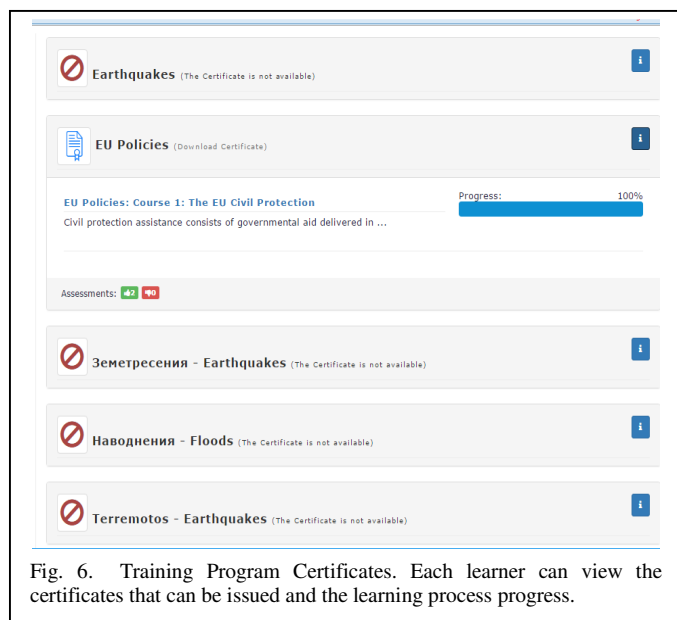 Earthquakes (The Certificate is not available)
EU Policies (Download Certificate)
EU Policies: Course 1: The EU Civil Protection
Progress: 100%
Civil protection assistance consists of governmental aid delivered in ...
Assessments: 2 0
Земетресения - Earthquakes (The Certificate is not available)
Наводнения - Floods (The Certificate is not available)
Terremotos - Earthquakes (The Certificate is not available)
Fig. 6. Training Program Certificates. Each learner can view the
certificates that can be issued and the learning process progress.